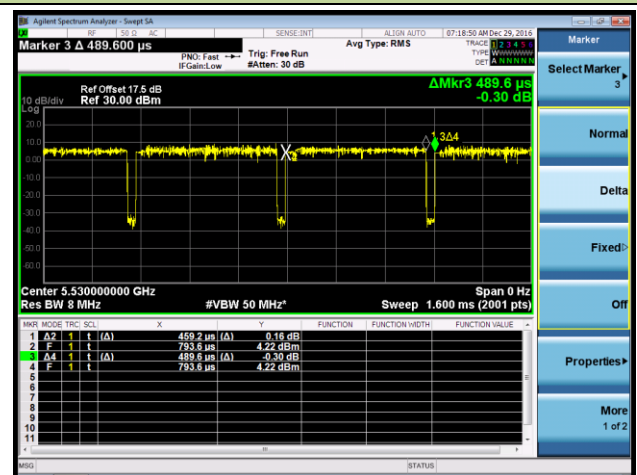 Agilent Spectrum Analyzer - Swept SA
RF 50 Ω AC SENSE:INT ALIGN AUTO 07:18:50 AM Dec 29, 2016
Marker 3 Δ 489.600 µs
PNO: Fast Trig: Free Run
IFGain:Low #Atten: 30 dB
Avg Type: RMS
TRACE 1 2 3 4 5 6
TYPE WWWWWW
DET A N N N N N
Ref Offset 17.5 dB
10 dB/div Ref 30.00 dBm
Log
ΔMkr3 489.6 µs
-0.30 dB
20.0
10.0
0.00
-10.0
-20.0
-30.0
-40.0
-50.0
-60.0
3Δ4
Center 5.530000000 GHz Span 0 Hz
Res BW 8 MHz #VBW 50 MHz* Sweep 1.600 ms (2001 pts)
MKR MODE TRC SCL X Y FUNCTION FUNCTION WIDTH FUNCTION VALUE
1 Δ2 1 t (Δ) 459.2 µs (Δ) 0.16 dB
2 F 1 t 793.6 µs 4.22 dBm
3 Δ4 1 t (Δ) 489.6 µs (Δ) -0.30 dB
4 F 1 t 793.6 µs 4.22 dBm
5
6
7
8
9
10
11
MSG STATUS
Marker
Select Marker
3
Normal
Delta
Fixed
Off
Properties
More
1 of 2